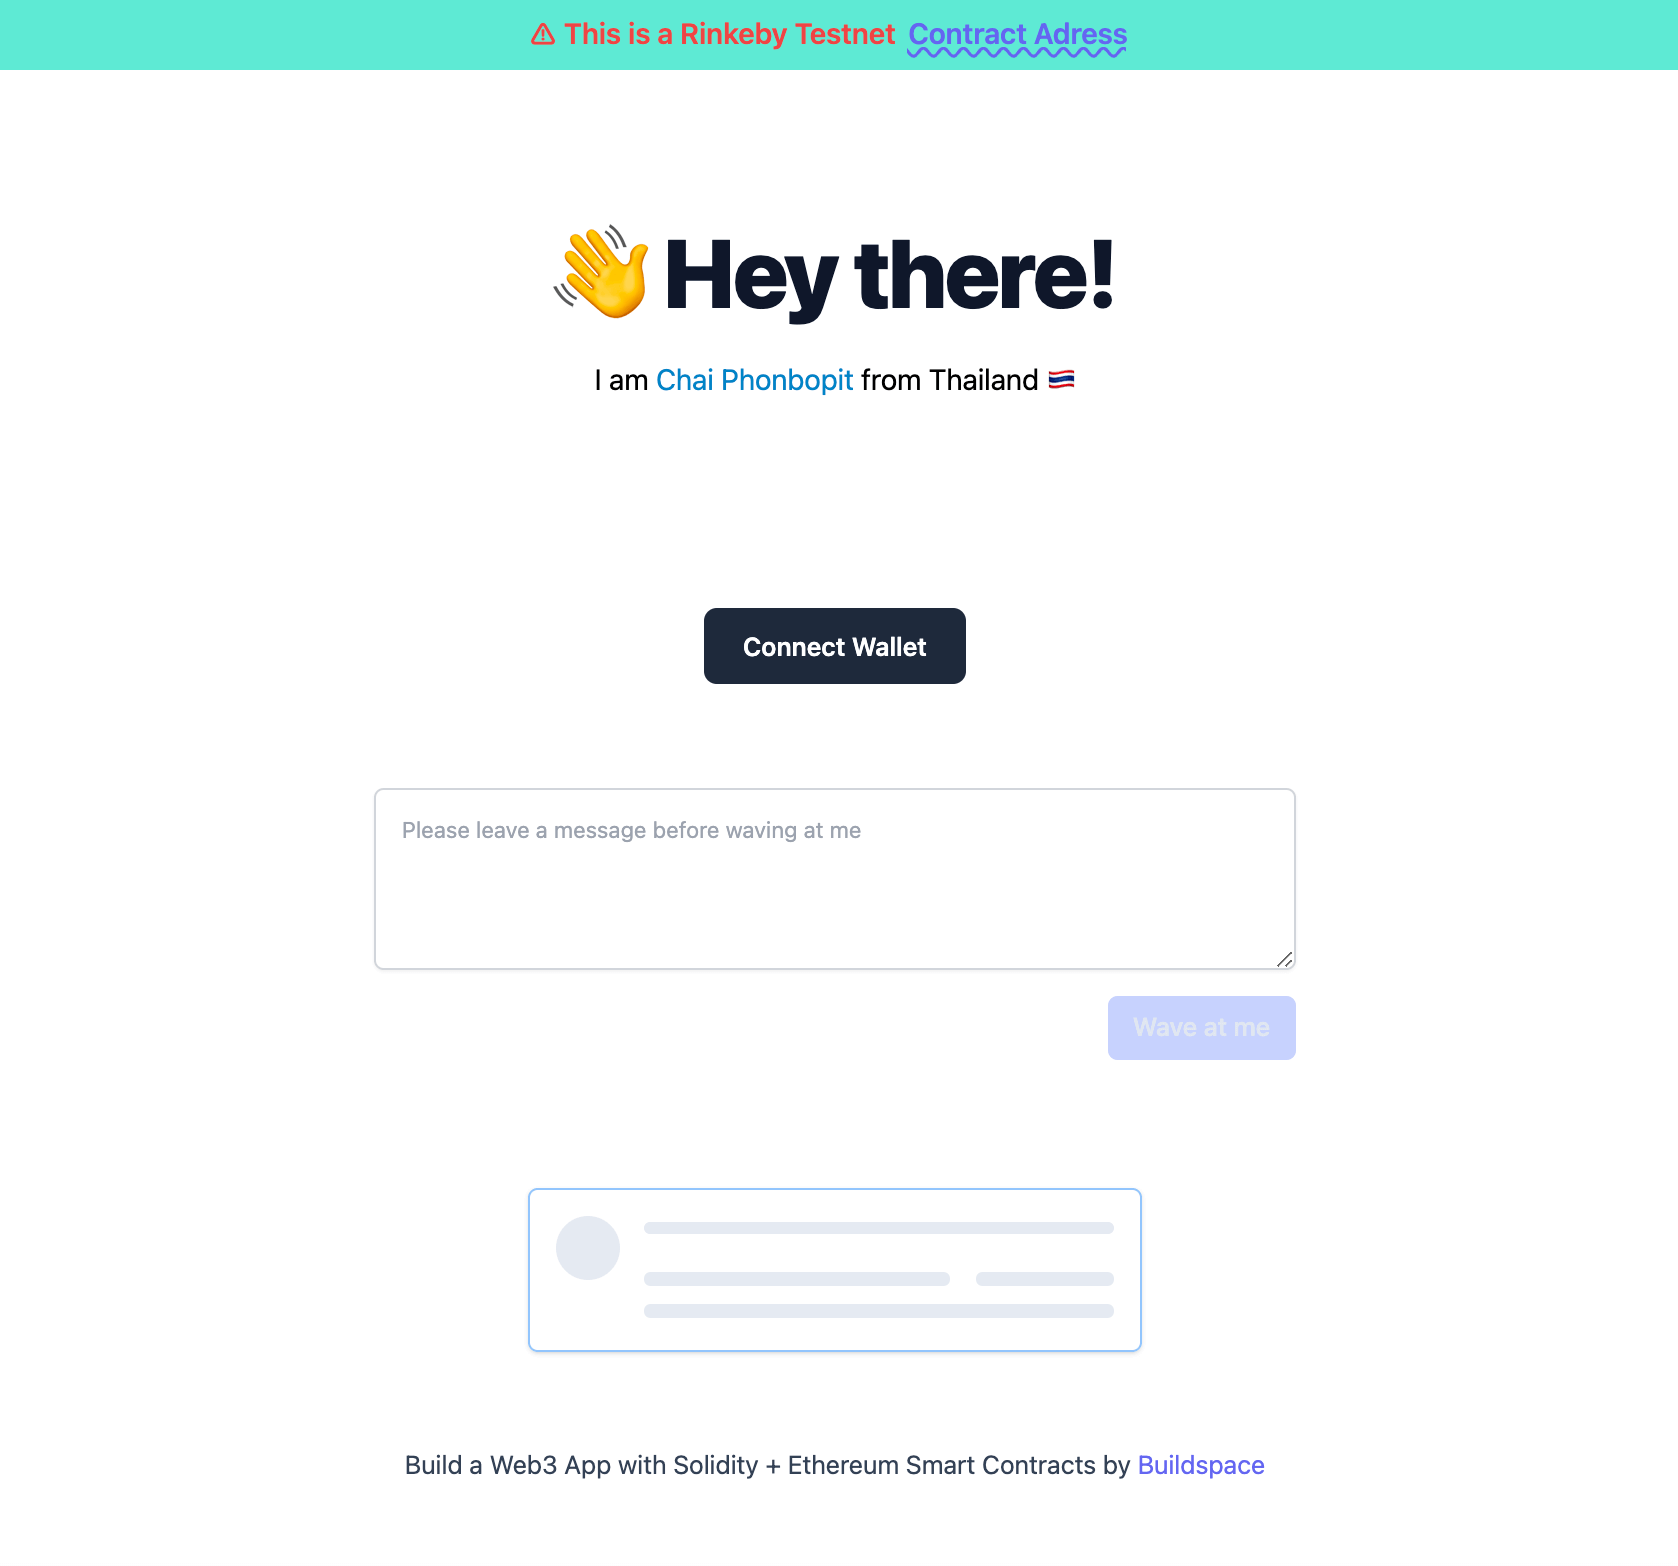 ⚠ This is a Rinkeby Testnet Contract Adress
👋 Hey there!
I am Chai Phonbopit from Thailand 🇹🇭
Connect Wallet
Please leave a message before waving at me
Wave at me
Build a Web3 App with Solidity + Ethereum Smart Contracts by Buildspace